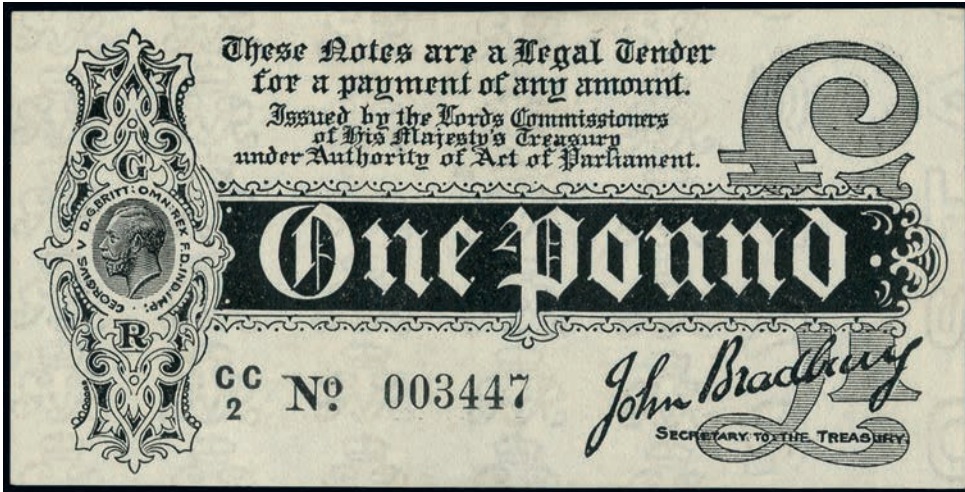 These Notes are a Legal Tender
for a payment of any amount.
Issued by the Lords Commissioners
of His Majesty's Treasury
under Authority of Act of Parliament.
£1
G
GEORGIVS V D.G.BRITT: OMN: REX F.D.IND:IMP:
R
One Pound
CC
2
No 003447
John Bradbury
SECRETARY TO THE TREASURY.